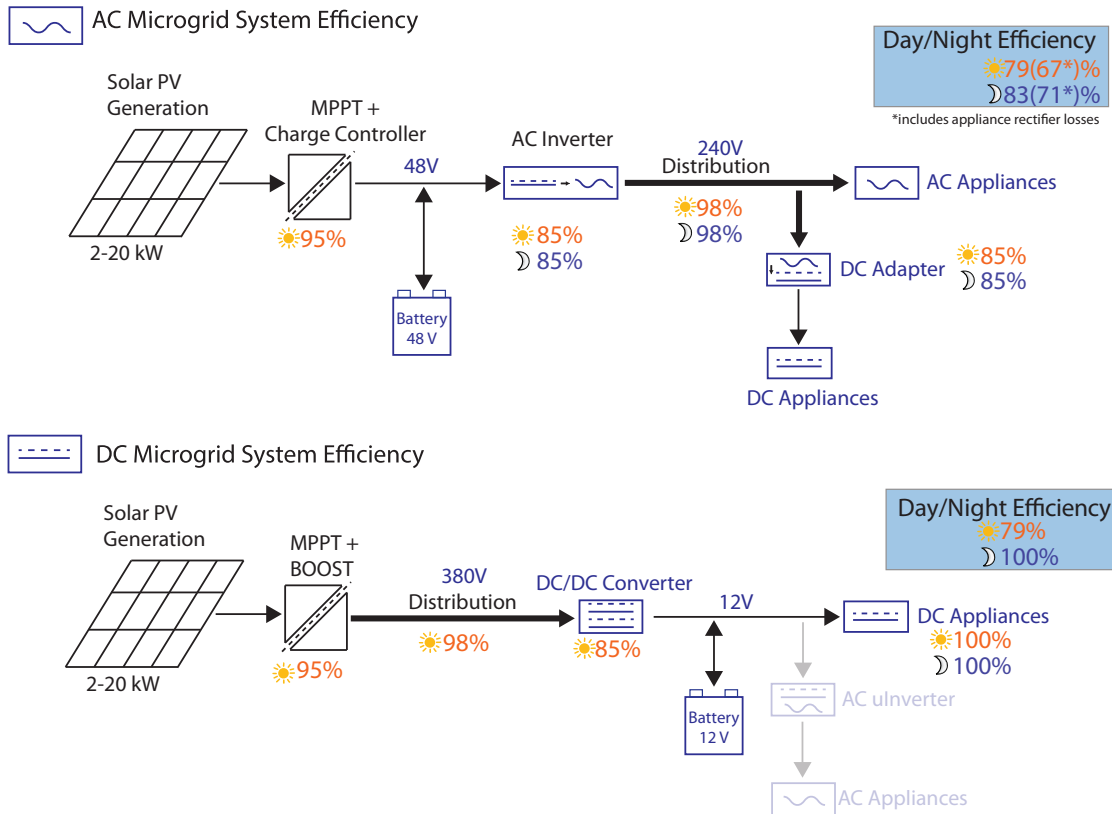 AC Microgrid System Efficiency
Day/Night Efficiency
79(67*)%
83(71*)%
*includes appliance rectifier losses
Solar PV
Generation
2-20 kW
MPPT +
Charge Controller
95%
48V
Battery
48 V
AC Inverter
85%
85%
240V
Distribution
98%
98%
AC Appliances
DC Adapter
85%
85%
DC Appliances
DC Microgrid System Efficiency
Day/Night Efficiency
79%
100%
Solar PV
Generation
2-20 kW
MPPT +
BOOST
95%
380V
Distribution
98%
DC/DC Converter
85%
12V
Battery
12 V
DC Appliances
100%
100%
AC uInverter
AC Appliances